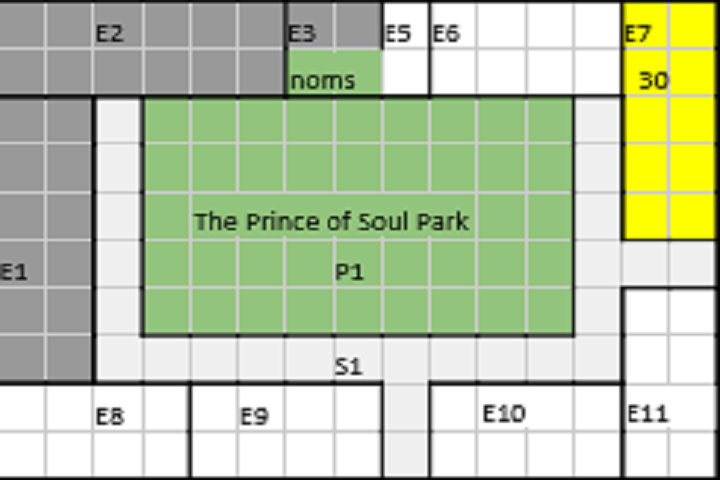 E2
E3
E5
E6
E7
noms
30
The Prince of Soul Park
E1
P1
S1
E8
E9
E10
E11